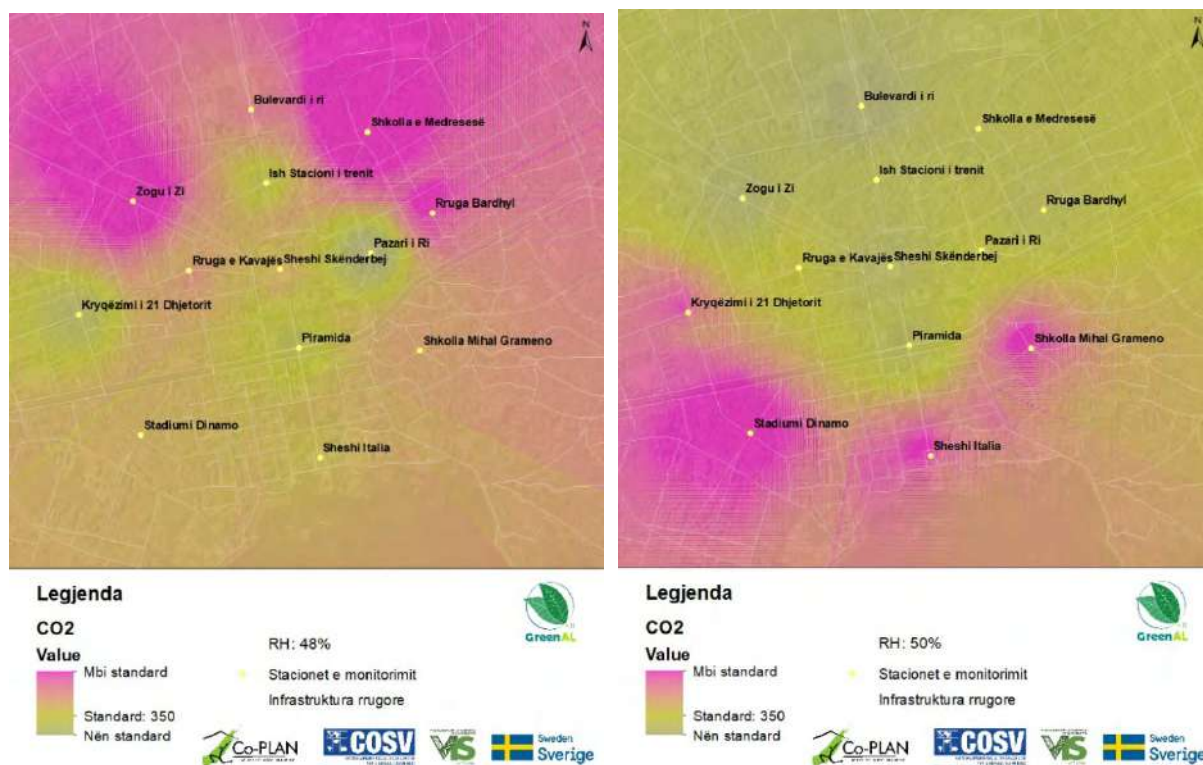 N
Bulevardi i ri
Shkolla e Medresesë
Ish Stacioni i trenit
Zogu i Zi
Rruga Bardhyl
Pazari i Ri
Rruga e Kavajës
Sheshi Skënderbej
Kryqëzimi i 21 Dhjetorit
Piramida
Shkolla Mihal Grameno
Stadiumi Dinamo
Sheshi Italia
Legjenda
CO2
Value
Mbi standard
Standard: 350
Nën standard
RH: 48%
Stacionet e monitorimit
Infrastruktura rrugore
GreenAL
Co-PLAN
COSV
VIS
Sweden
Sverige
N
Bulevardi i ri
Shkolla e Medresesë
Ish Stacioni i trenit
Zogu i Zi
Rruga Bardhyl
Pazari i Ri
Rruga e Kavajës
Sheshi Skënderbej
Kryqëzimi i 21 Dhjetorit
Piramida
Shkolla Mihal Grameno
Stadiumi Dinamo
Sheshi Italia
Legjenda
CO2
Value
Mbi standard
Standard: 350
Nën standard
RH: 50%
Stacionet e monitorimit
Infrastruktura rrugore
GreenAL
Co-PLAN
COSV
VIS
Sweden
Sverige